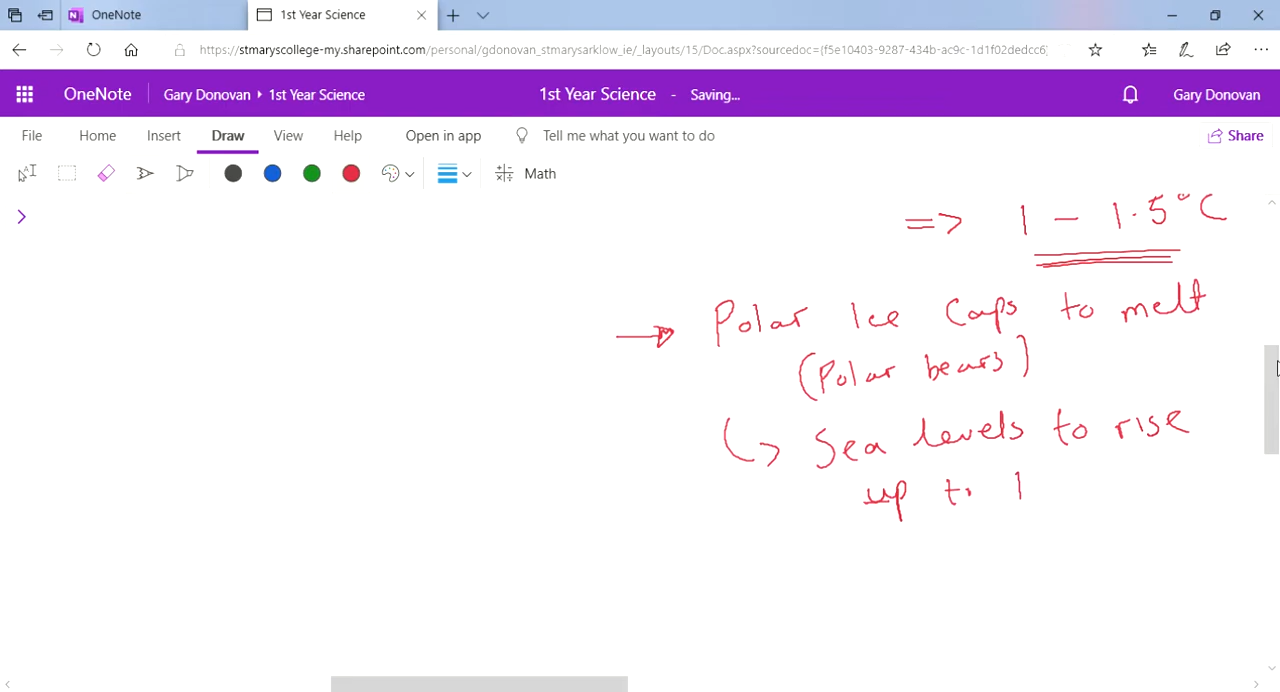 OneNote
1st Year Science
https://stmaryscollege-my.sharepoint.com/personal/gdonovan_stmarysarklow_ie/_layouts/15/Doc.aspx?sourcedoc={f5e10403-9287-434b-ac9c-1d1f02dedcc6}
OneNote Gary Donovan 1st Year Science 1st Year Science - Saving... Gary Donovan
File Home Insert Draw View Help Open in app Tell me what you want to do Share
Math
=> 1 - 1.5°C
→ Polar Ice Caps to melt
(Polar bears)
↳ Sea levels to rise
up to 1